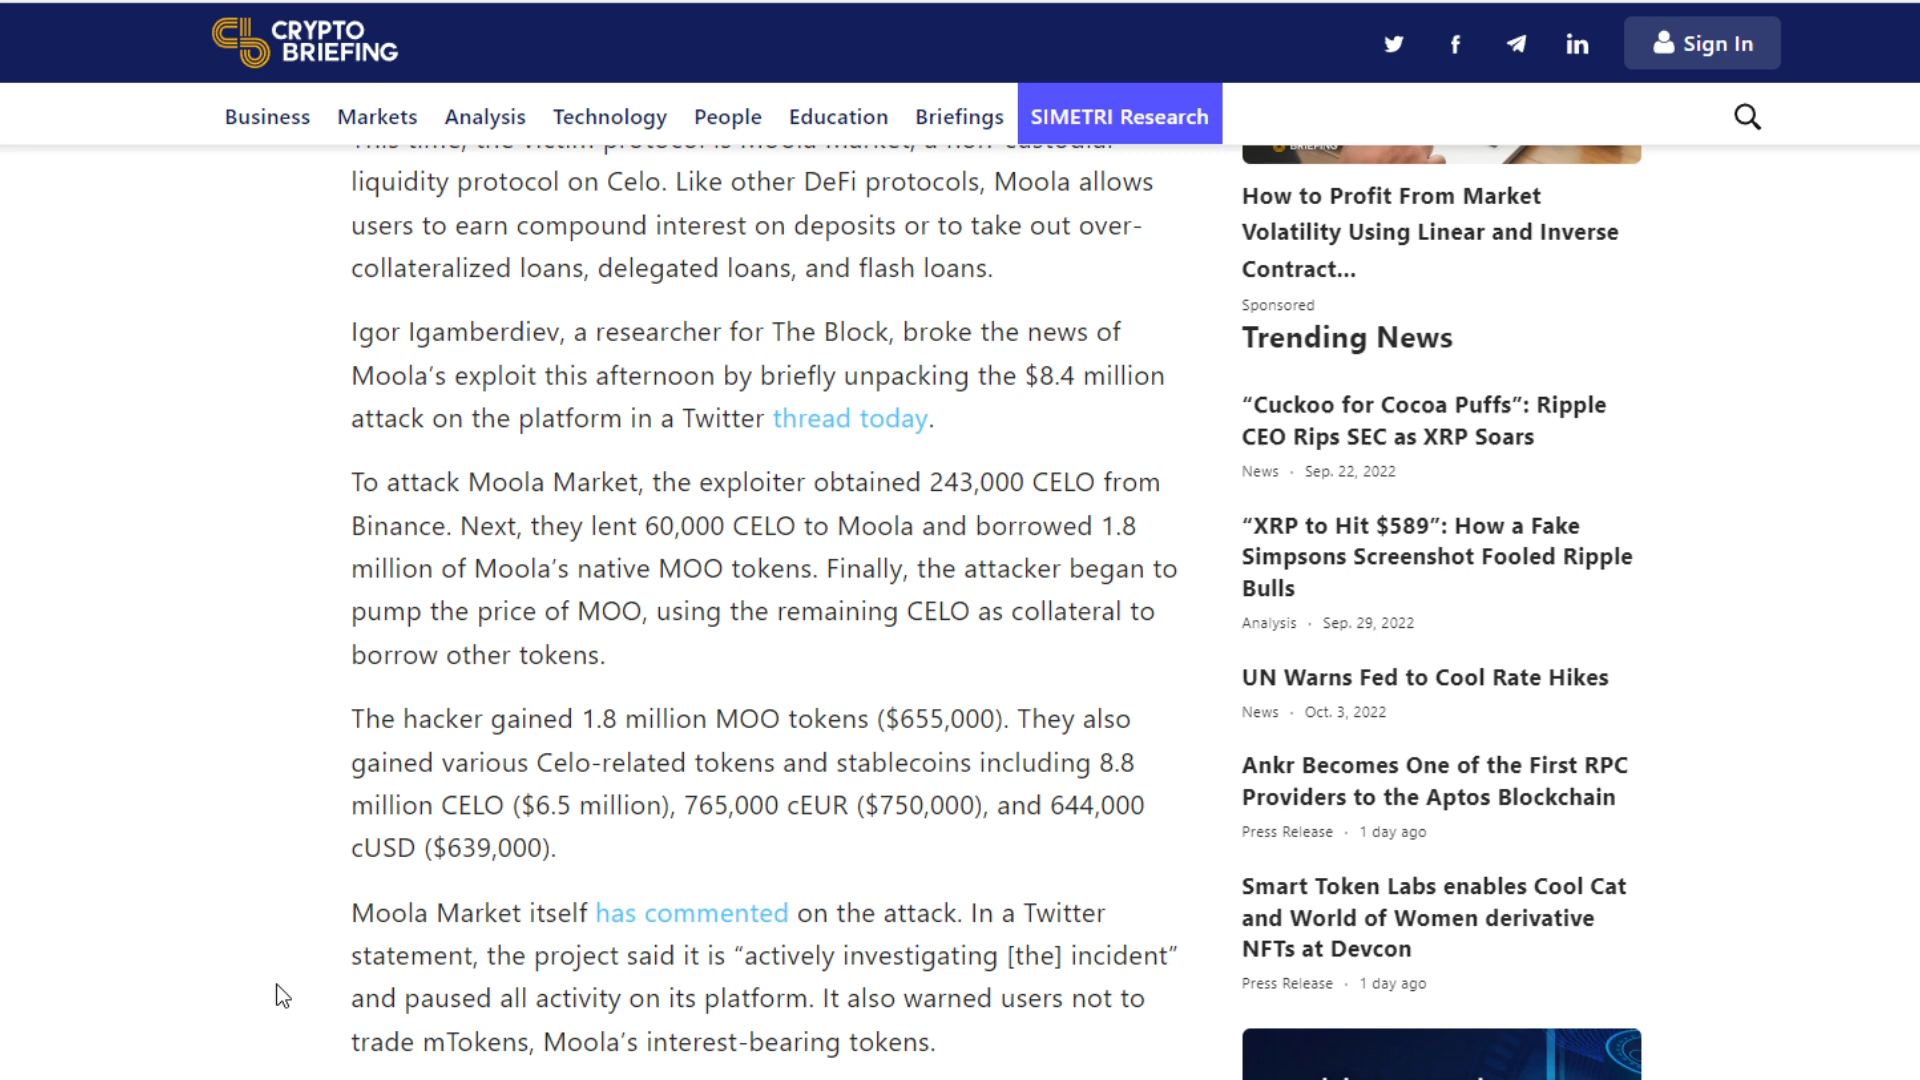 CRYPTO
BRIEFING
Sign In
Business Markets Analysis Technology People Education Briefings SIMETRI Research
This time, the victim protocol is Moola Market, a non-custodial
liquidity protocol on Celo. Like other DeFi protocols, Moola allows
users to earn compound interest on deposits or to take out over-
collateralized loans, delegated loans, and flash loans.
Igor Igamberdiev, a researcher for The Block, broke the news of
Moola’s exploit this afternoon by briefly unpacking the $8.4 million
attack on the platform in a Twitter thread today.
To attack Moola Market, the exploiter obtained 243,000 CELO from
Binance. Next, they lent 60,000 CELO to Moola and borrowed 1.8
million of Moola’s native MOO tokens. Finally, the attacker began to
pump the price of MOO, using the remaining CELO as collateral to
borrow other tokens.
The hacker gained 1.8 million MOO tokens ($655,000). They also
gained various Celo-related tokens and stablecoins including 8.8
million CELO ($6.5 million), 765,000 cEUR ($750,000), and 644,000
cUSD ($639,000).
Moola Market itself has commented on the attack. In a Twitter
statement, the project said it is “actively investigating [the] incident”
and paused all activity on its platform. It also warned users not to
trade mTokens, Moola’s interest-bearing tokens.
BRIEFING
How to Profit From Market
Volatility Using Linear and Inverse
Contract...
Sponsored
Trending News
“Cuckoo for Cocoa Puffs”: Ripple
CEO Rips SEC as XRP Soars
News · Sep. 22, 2022
“XRP to Hit $589”: How a Fake
Simpsons Screenshot Fooled Ripple
Bulls
Analysis · Sep. 29, 2022
UN Warns Fed to Cool Rate Hikes
News · Oct. 3, 2022
Ankr Becomes One of the First RPC
Providers to the Aptos Blockchain
Press Release · 1 day ago
Smart Token Labs enables Cool Cat
and World of Women derivative
NFTs at Devcon
Press Release · 1 day ago